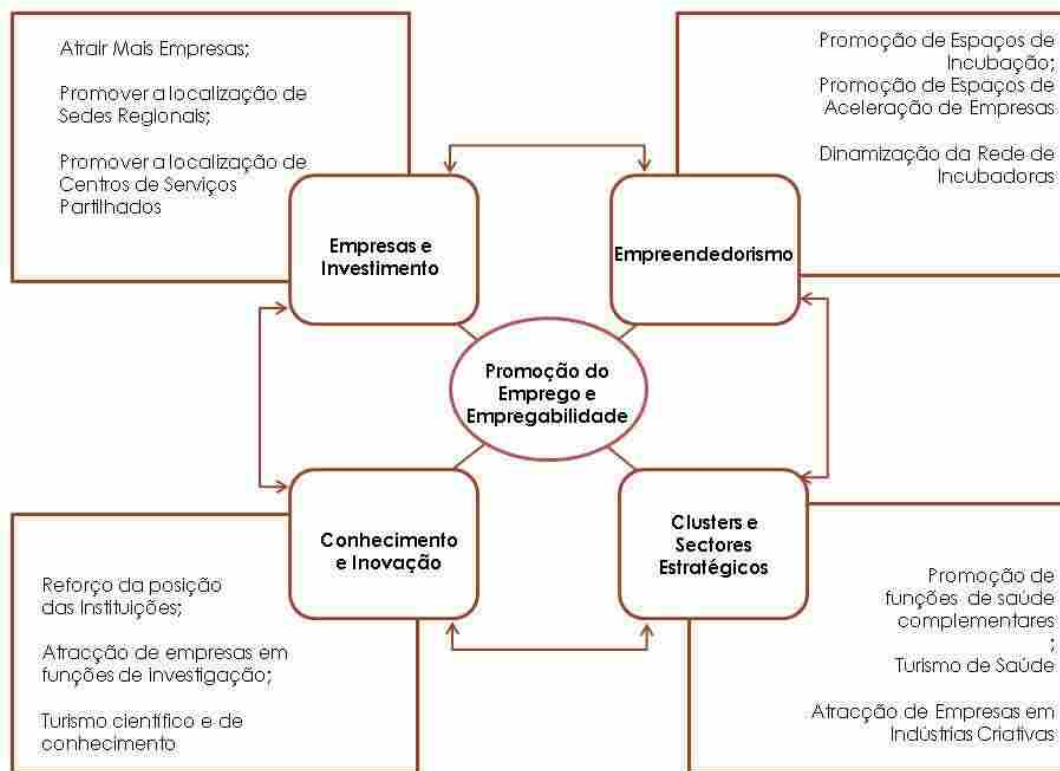 Atrair Mais Empresas;
Promover a localização de
Sedes Regionais;
Promover a localização de
Centros de Serviços
Partilhados
Empresas e
Investimento
Promoção de Espaços de
Incubação;
Promoção de Espaços de
Aceleração de Empresas
Dinamização da Rede de
Incubadoras
Empreendedorismo
Promoção do
Emprego e
Empregabilidade
Conhecimento
e Inovação
Reforço da posição
das Instituições;
Atracção de empresas em
funções de investigação;
Turismo científico e de
conhecimento
Clusters e
Sectores
Estratégicos
Promoção de
funções de saúde
complementares
;
Turismo de Saúde
Atracção de Empresas em
Indústrias Criativas